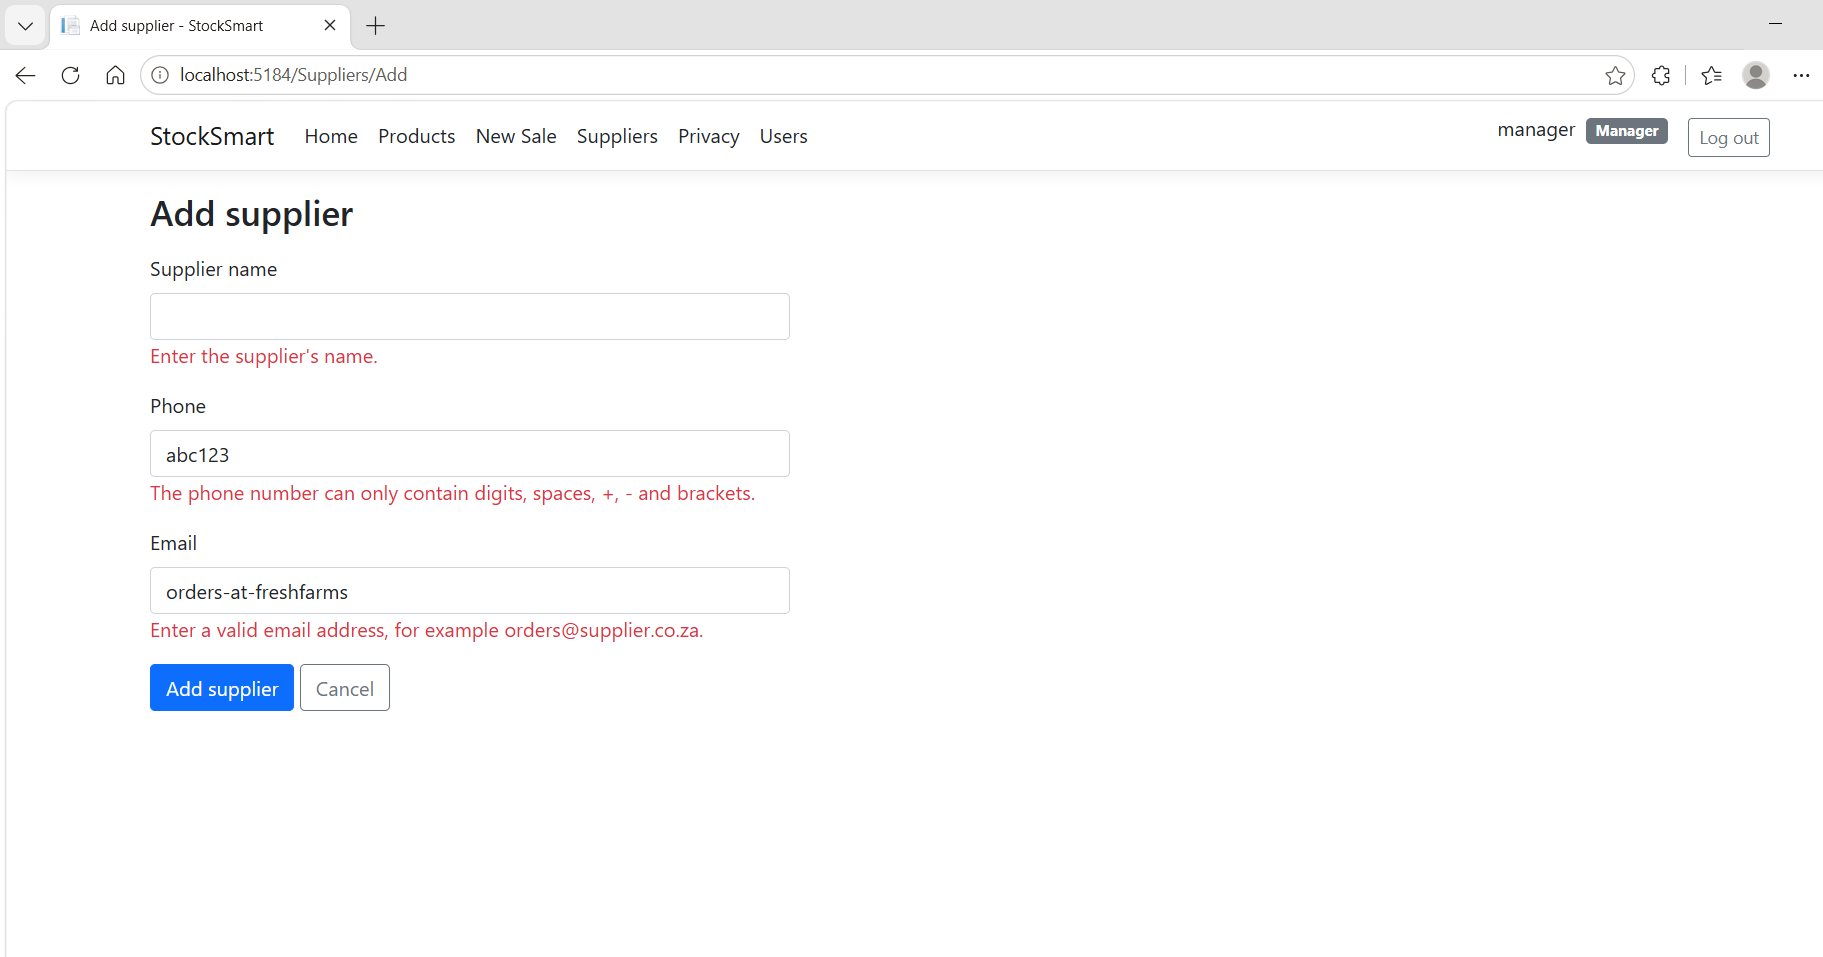 Add supplier - StockSmart
localhost:5184/Suppliers/Add
StockSmart Home Products New Sale Suppliers Privacy Users manager Manager Log out
Add supplier
Supplier name
Enter the supplier's name.
Phone
abc123
The phone number can only contain digits, spaces, +, - and brackets.
Email
orders-at-freshfarms
Enter a valid email address, for example orders@supplier.co.za.
Add supplier Cancel